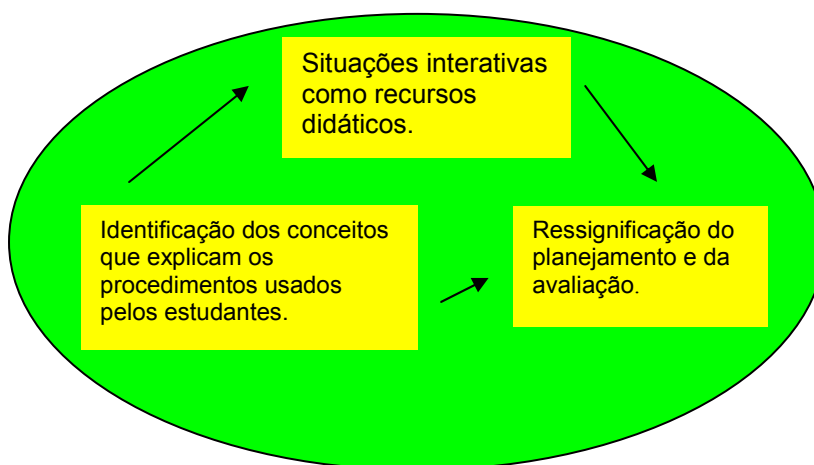 Situações interativas
como recursos
didáticos.
Identificação dos conceitos
que explicam os
procedimentos usados
pelos estudantes.
Ressignificação do
planejamento e da
avaliação.